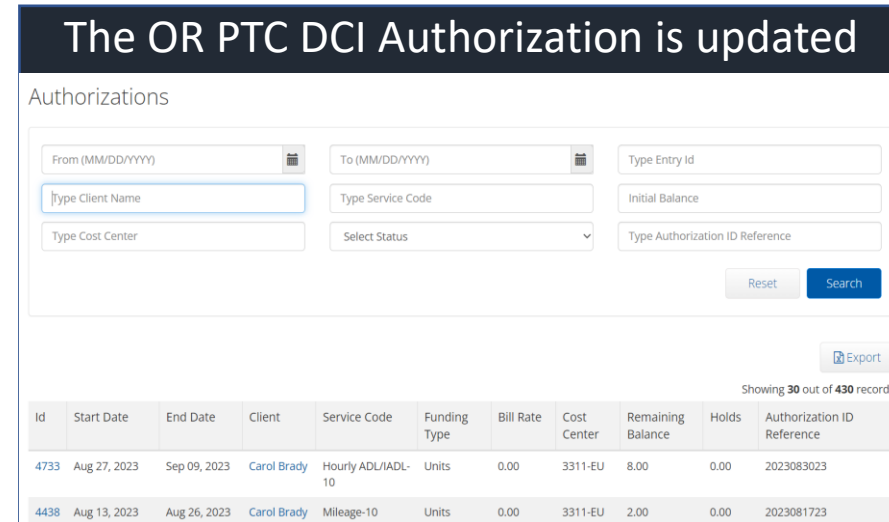 The OR PTC DCI Authorization is updated
Authorizations
From (MM/DD/YYYY) To (MM/DD/YYYY) Type Entry Id
Type Client Name Type Service Code Initial Balance
Type Cost Center Select Status Type Authorization ID Reference
Reset Search
Export
Showing 30 out of 430 record
Id Start Date End Date Client Service Code Funding Bill Rate Cost Remaining Holds Authorization ID
Type Center Balance Reference
4733 Aug 27, 2023 Sep 09, 2023 Carol Brady Hourly ADL/IADL- Units 0.00 3311-EU 8.00 0.00 2023083023
10
4438 Aug 13, 2023 Aug 26, 2023 Carol Brady Mileage-10 Units 0.00 3311-EU 2.00 0.00 2023081723